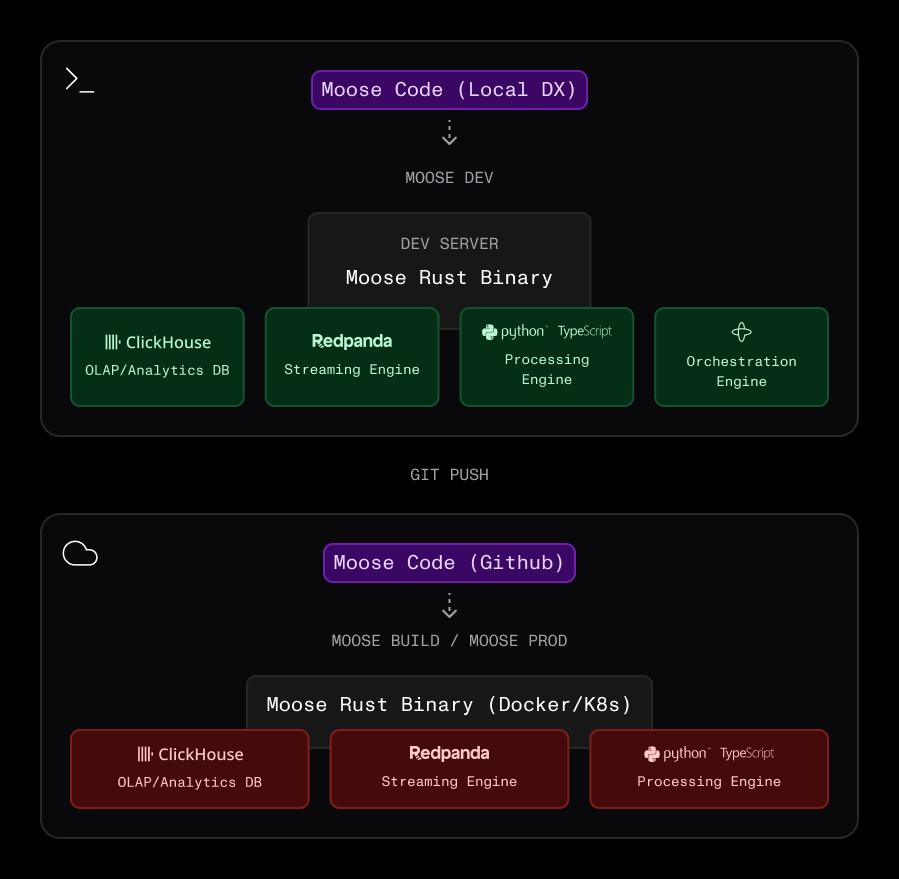 Moose Code (Local DX)
MOOSE DEV
DEV SERVER
Moose Rust Binary
ClickHouse
OLAP/Analytics DB
Redpanda
Streaming Engine
python™ TypeScript
Processing
Engine
Orchestration
Engine
GIT PUSH
Moose Code (Github)
MOOSE BUILD / MOOSE PROD
Moose Rust Binary (Docker/K8s)
ClickHouse
OLAP/Analytics DB
Redpanda
Streaming Engine
python™ TypeScript
Processing Engine